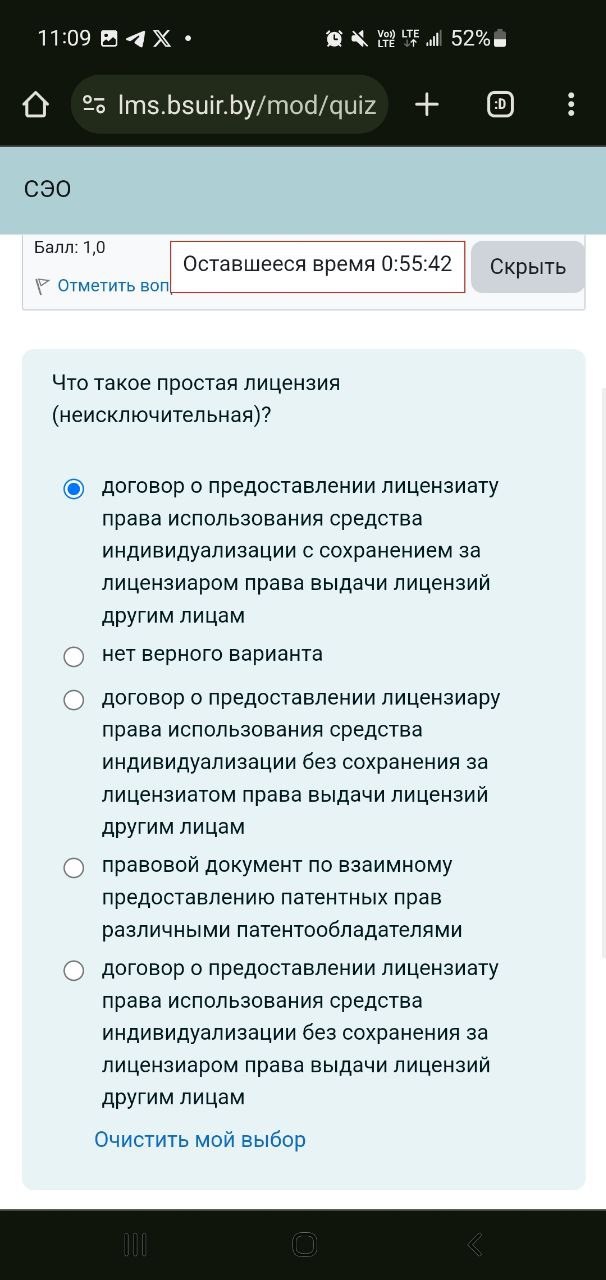 11:09
Vo)) LTE
LTE 52%
lms.bsuir.by/mod/quiz
:D
СЭО
Балл: 1,0
Оставшееся время 0:55:42
Скрыть
Отметить воп
Что такое простая лицензия
(неисключительная)?
договор о предоставлении лицензиату
права использования средства
индивидуализации с сохранением за
лицензиаром права выдачи лицензий
другим лицам
нет верного варианта
договор о предоставлении лицензиару
права использования средства
индивидуализации без сохранения за
лицензиатом права выдачи лицензий
другим лицам
правовой документ по взаимному
предоставлению патентных прав
различными патентообладателями
договор о предоставлении лицензиату
права использования средства
индивидуализации без сохранения за
лицензиаром права выдачи лицензий
другим лицам
Очистить мой выбор